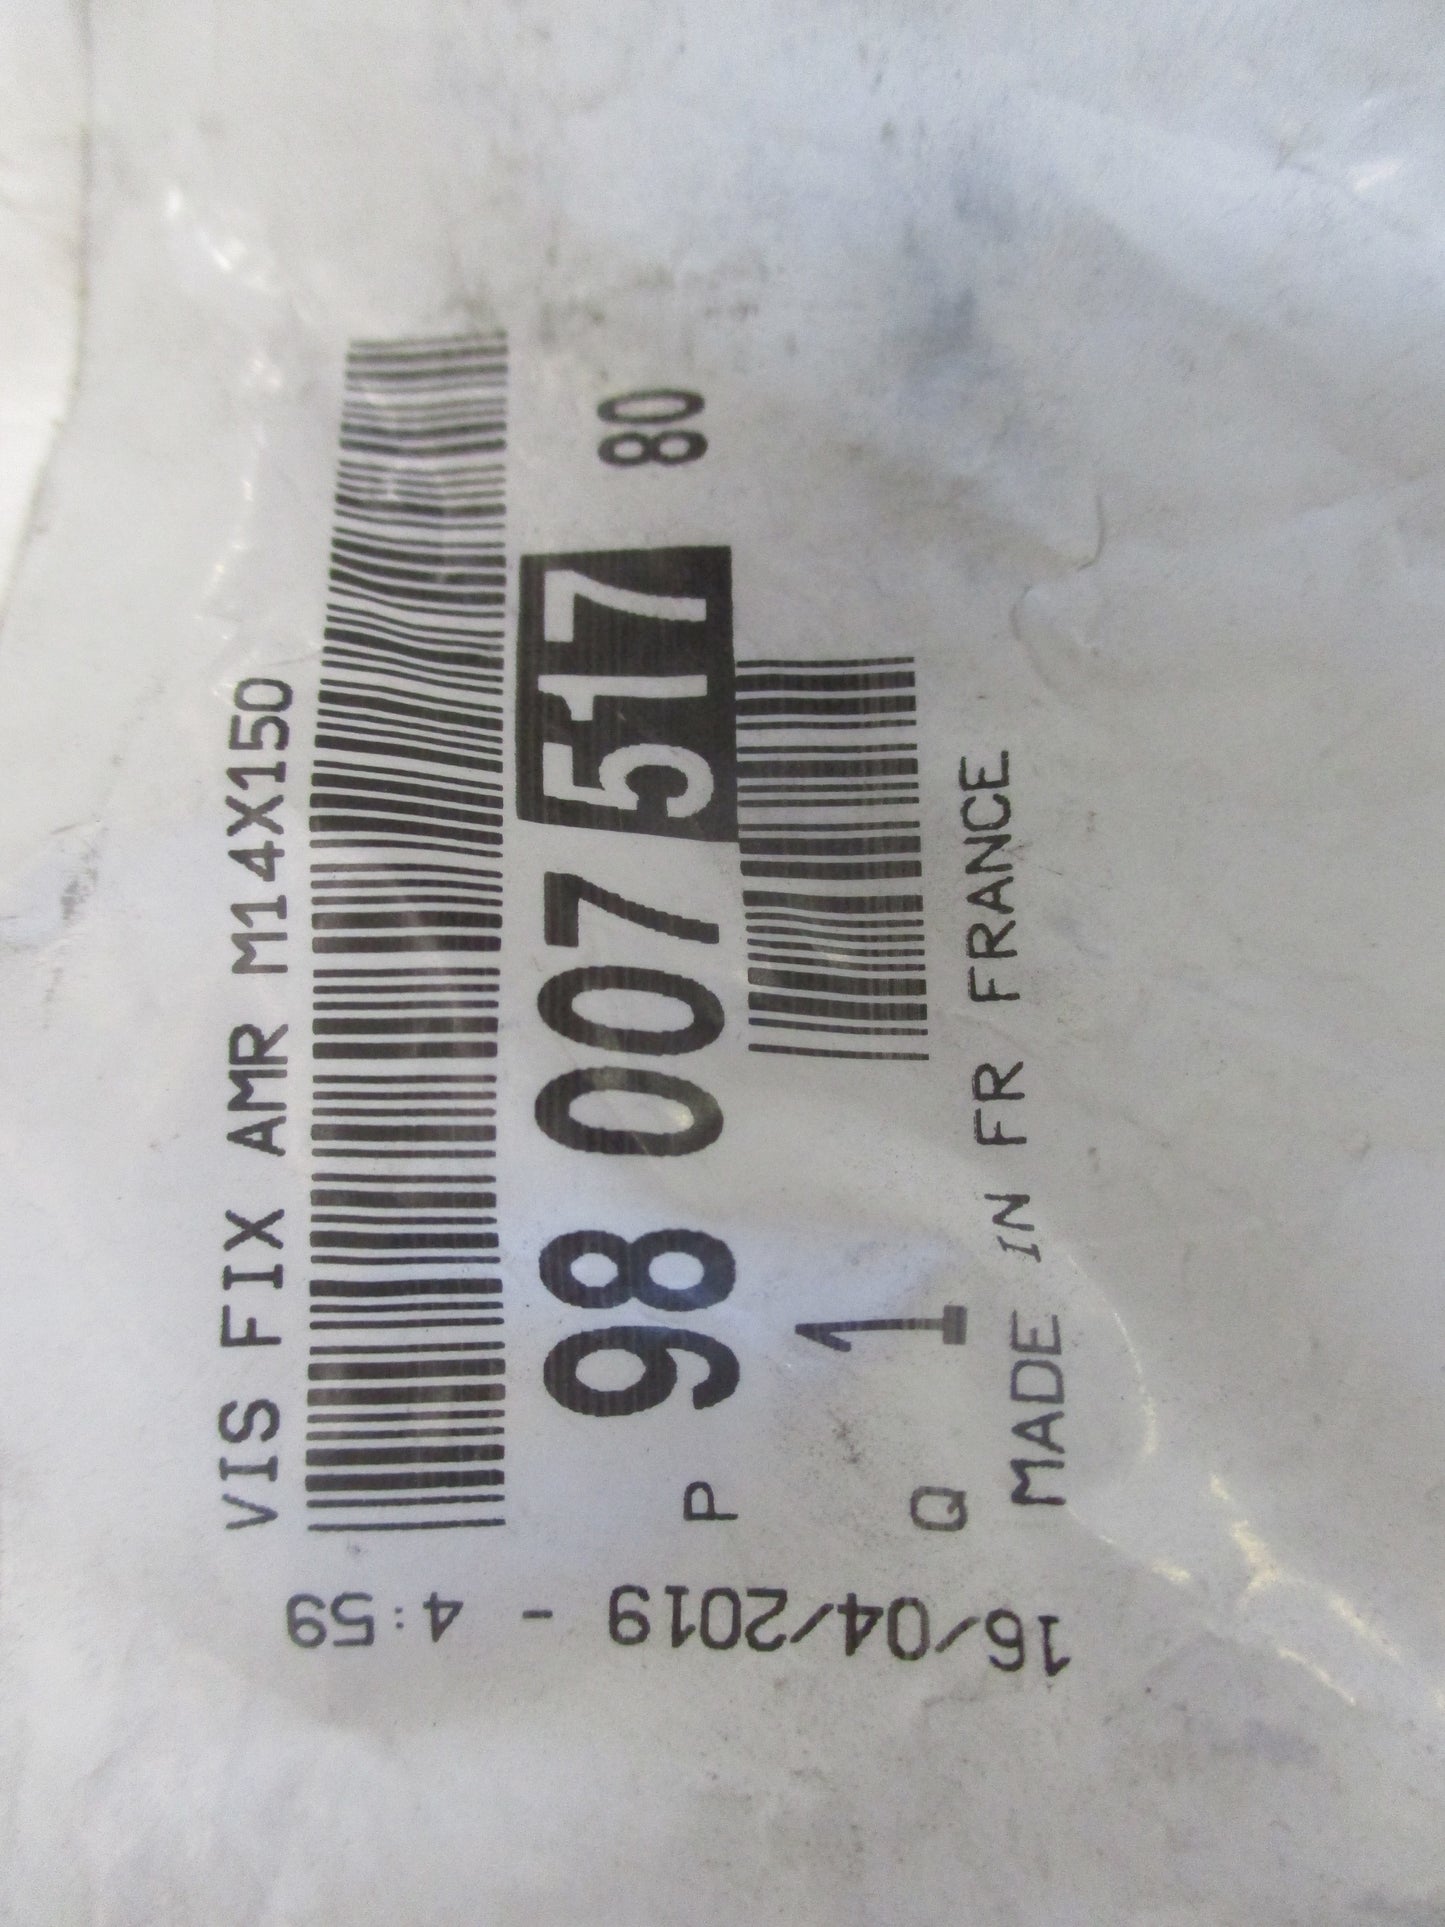 VIS FIX AMR M14X150
P 98 007 517 80
Q 1
MADE IN FR FRANCE
16/04/2019 - 4:59